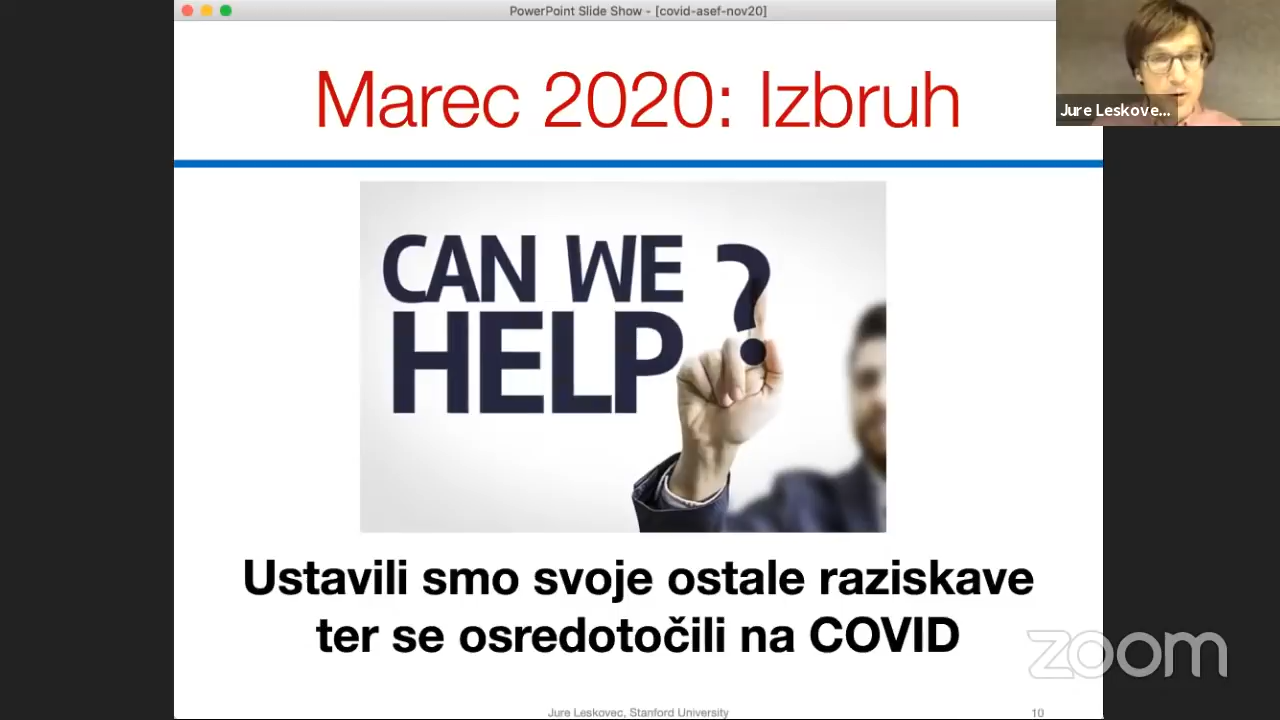 PowerPoint Slide Show - [covid-asef-nov20]
Jure Leskove...
Marec 2020: Izbruh
CAN WE
HELP?
Ustavili smo svoje ostale raziskave
ter se osredotočili na COVID
zoom
Jure Leskovec, Stanford University
10